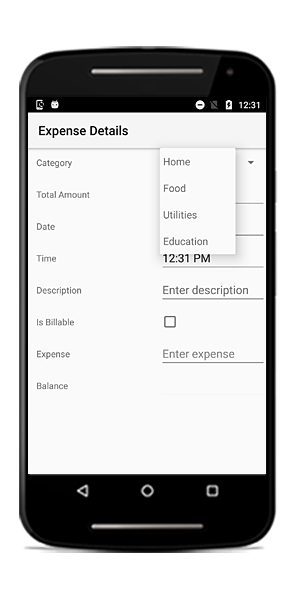 12:31
Expense Details
Category
Home
Total Amount
Food
Date
Utilities
Education
Time
12:31 PM
Description
Enter description
Is Billable
Expense
Enter expense
Balance